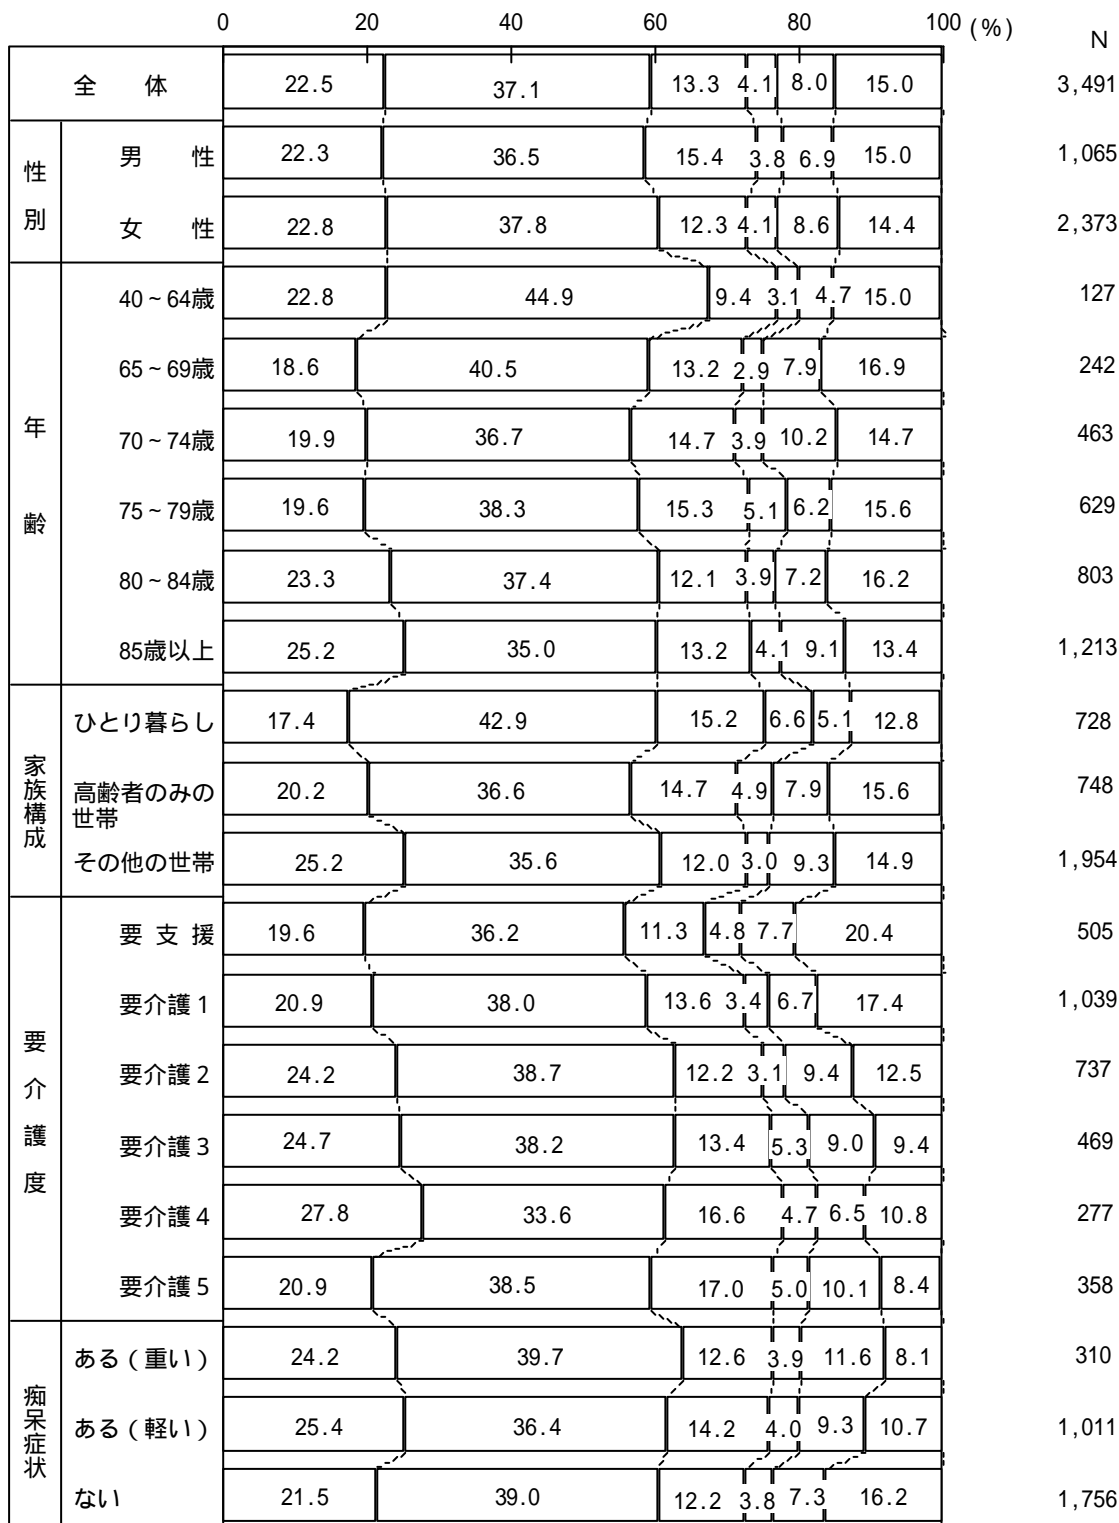 0 20 40 60 80 100 (%) N
全 体 22.5 37.1 13.3 4.1 8.0 15.0 3,491
性別
男 性 22.3 36.5 15.4 3.8 6.9 15.0 1,065
女 性 22.8 37.8 12.3 4.1 8.6 14.4 2,373
年齢
40~64歳 22.8 44.9 9.4 3.1 4.7 15.0 127
65~69歳 18.6 40.5 13.2 2.9 7.9 16.9 242
70~74歳 19.9 36.7 14.7 3.9 10.2 14.7 463
75~79歳 19.6 38.3 15.3 5.1 6.2 15.6 629
80~84歳 23.3 37.4 12.1 3.9 7.2 16.2 803
85歳以上 25.2 35.0 13.2 4.1 9.1 13.4 1,213
家族構成
ひとり暮らし 17.4 42.9 15.2 6.6 5.1 12.8 728
高齢者のみの
世帯 20.2 36.6 14.7 4.9 7.9 15.6 748
その他の世帯 25.2 35.6 12.0 3.0 9.3 14.9 1,954
要介護度
要 支 援 19.6 36.2 11.3 4.8 7.7 20.4 505
要介護1 20.9 38.0 13.6 3.4 6.7 17.4 1,039
要介護2 24.2 38.7 12.2 3.1 9.4 12.5 737
要介護3 24.7 38.2 13.4 5.3 9.0 9.4 469
要介護4 27.8 33.6 16.6 4.7 6.5 10.8 277
要介護5 20.9 38.5 17.0 5.0 10.1 8.4 358
痴呆症状
ある(重い) 24.2 39.7 12.6 3.9 11.6 8.1 310
ある(軽い) 25.4 36.4 14.2 4.0 9.3 10.7 1,011
ない 21.5 39.0 12.2 3.8 7.3 16.2 1,756